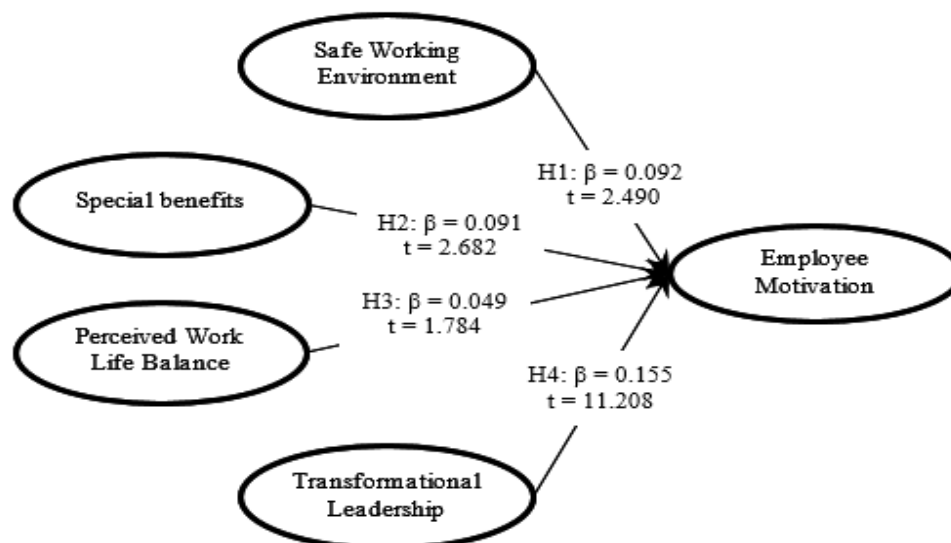 Safe Working
Environment
H1: β = 0.092
t = 2.490
Special benefits
H2: β = 0.091
t = 2.682
Employee
Motivation
H3: β = 0.049
t = 1.784
Perceived Work
Life Balance
H4: β = 0.155
t = 11.208
Transformational
Leadership